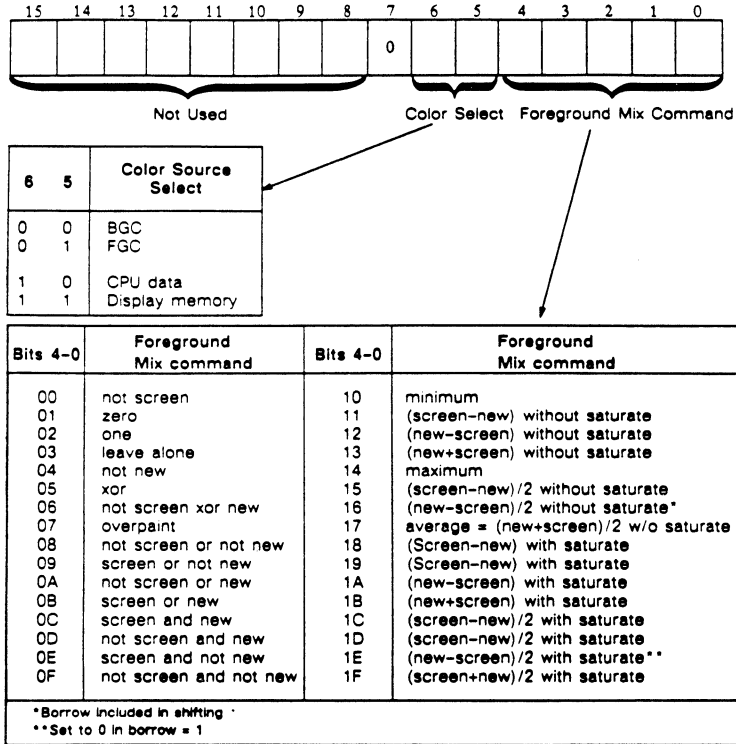 15 14 13 12 11 10 9 8 7 6 5 4 3 2 1 0
0
Not Used Color Select Foreground Mix Command
6 5 Color Source Select
0 0 BGC
0 1 FGC
1 0 CPU data
1 1 Display memory
Bits 4-0 Foreground Mix command Bits 4-0 Foreground Mix command
00 not screen 10 minimum
01 zero 11 (screen-new) without saturate
02 one 12 (new-screen) without saturate
03 leave alone 13 (new+screen) without saturate
04 not new 14 maximum
05 xor 15 (screen-new)/2 without saturate
06 not screen xor new 16 (new-screen)/2 without saturate*
07 overpaint 17 average = (new+screen)/2 w/o saturate
08 not screen or not new 18 (Screen-new) with saturate
09 screen or not new 19 (Screen-new) with saturate
0A not screen or new 1A (new-screen) with saturate
0B screen or new 1B (new+screen) with saturate
0C screen and new 1C (screen-new)/2 with saturate
0D not screen and new 1D (screen-new)/2 with saturate
0E screen and not new 1E (new-screen)/2 with saturate**
0F not screen and not new 1F (screen+new)/2 with saturate
*Borrow included in shifting
**Set to 0 in borrow = 1